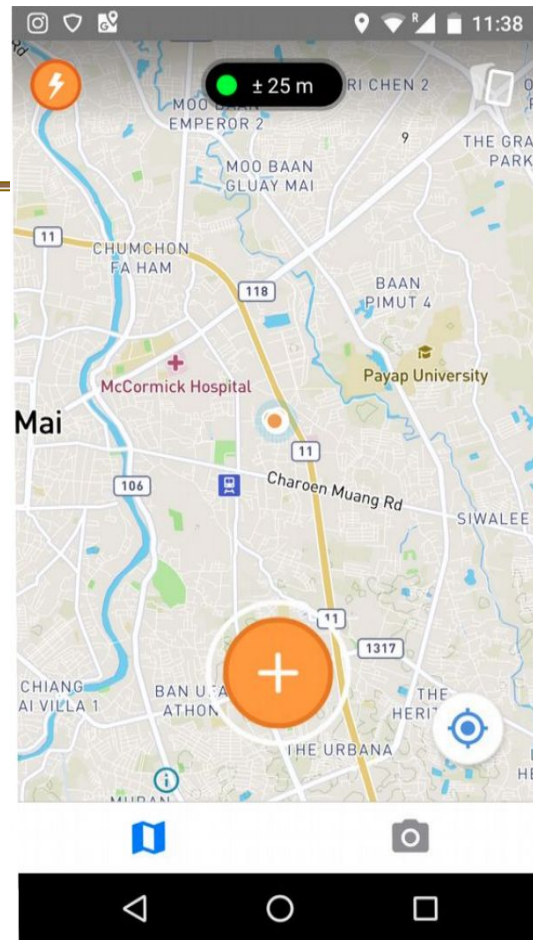 11:38
Rd
± 25 m
RI CHEN 2
MOO BAAN
EMPEROR 2
9
THE GRA
PARK
MOO BAAN
GLUAY MAI
11
CHUMCHON
FA HAM
118
BAAN
PIMUT 4
McCormick Hospital
Payap University
Mai
11
106
Charoen Muang Rd
SIWALEE
11
1317
CHIANG
AI VILLA 1
BAN U
ATHON
THE
HERIT
THE URBANA
HE